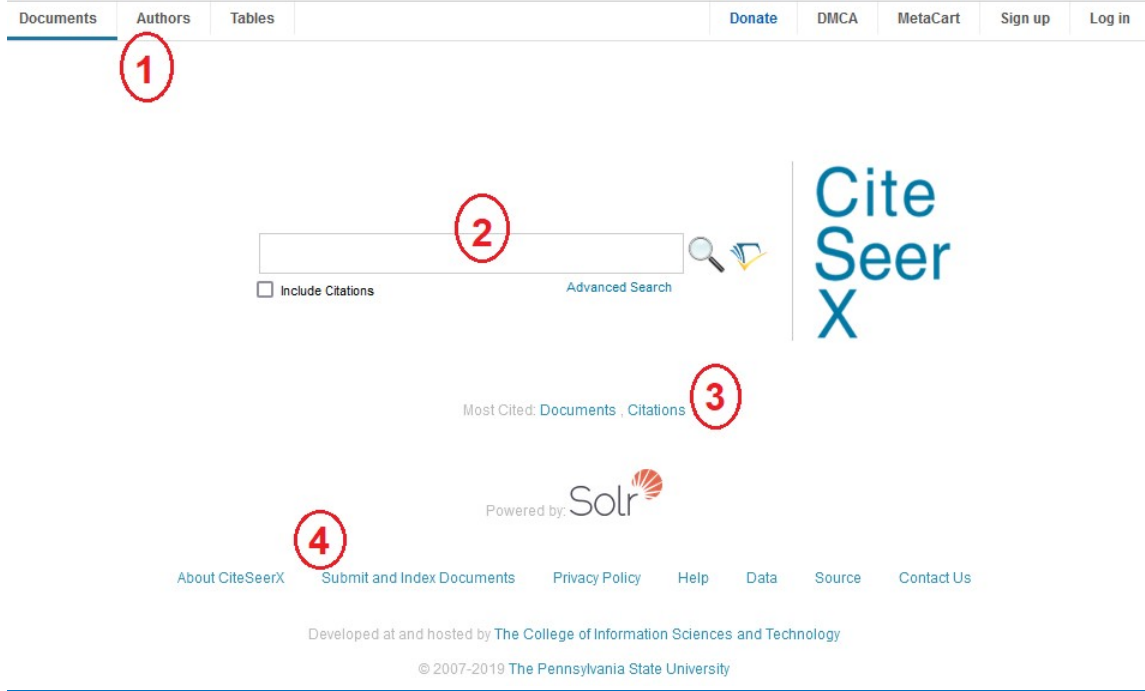 Documents Authors Tables Donate DMCA MetaCart Sign up Log in
1
2
Include Citations Advanced Search
Cite
Seer
X
3
Most Cited: Documents , Citations
Powered by: Solr
4
About CiteSeerX Submit and Index Documents Privacy Policy Help Data Source Contact Us
Developed at and hosted by The College of Information Sciences and Technology
© 2007-2019 The Pennsylvania State University